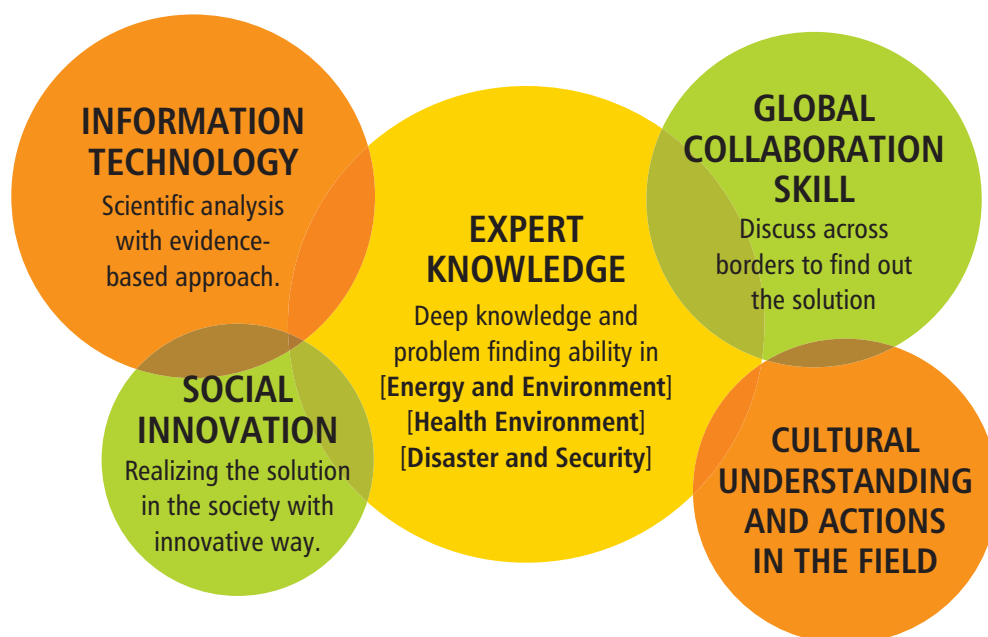 INFORMATION
TECHNOLOGY
Scientific analysis
with evidence-
based approach.
SOCIAL
INNOVATION
Realizing the solution
in the society with
innovative way.
EXPERT
KNOWLEDGE
Deep knowledge and
problem finding ability in
[Energy and Environment]
[Health Environment]
[Disaster and Security]
GLOBAL
COLLABORATION
SKILL
Discuss across
borders to find out
the solution
CULTURAL
UNDERSTANDING
AND ACTIONS
IN THE FIELD